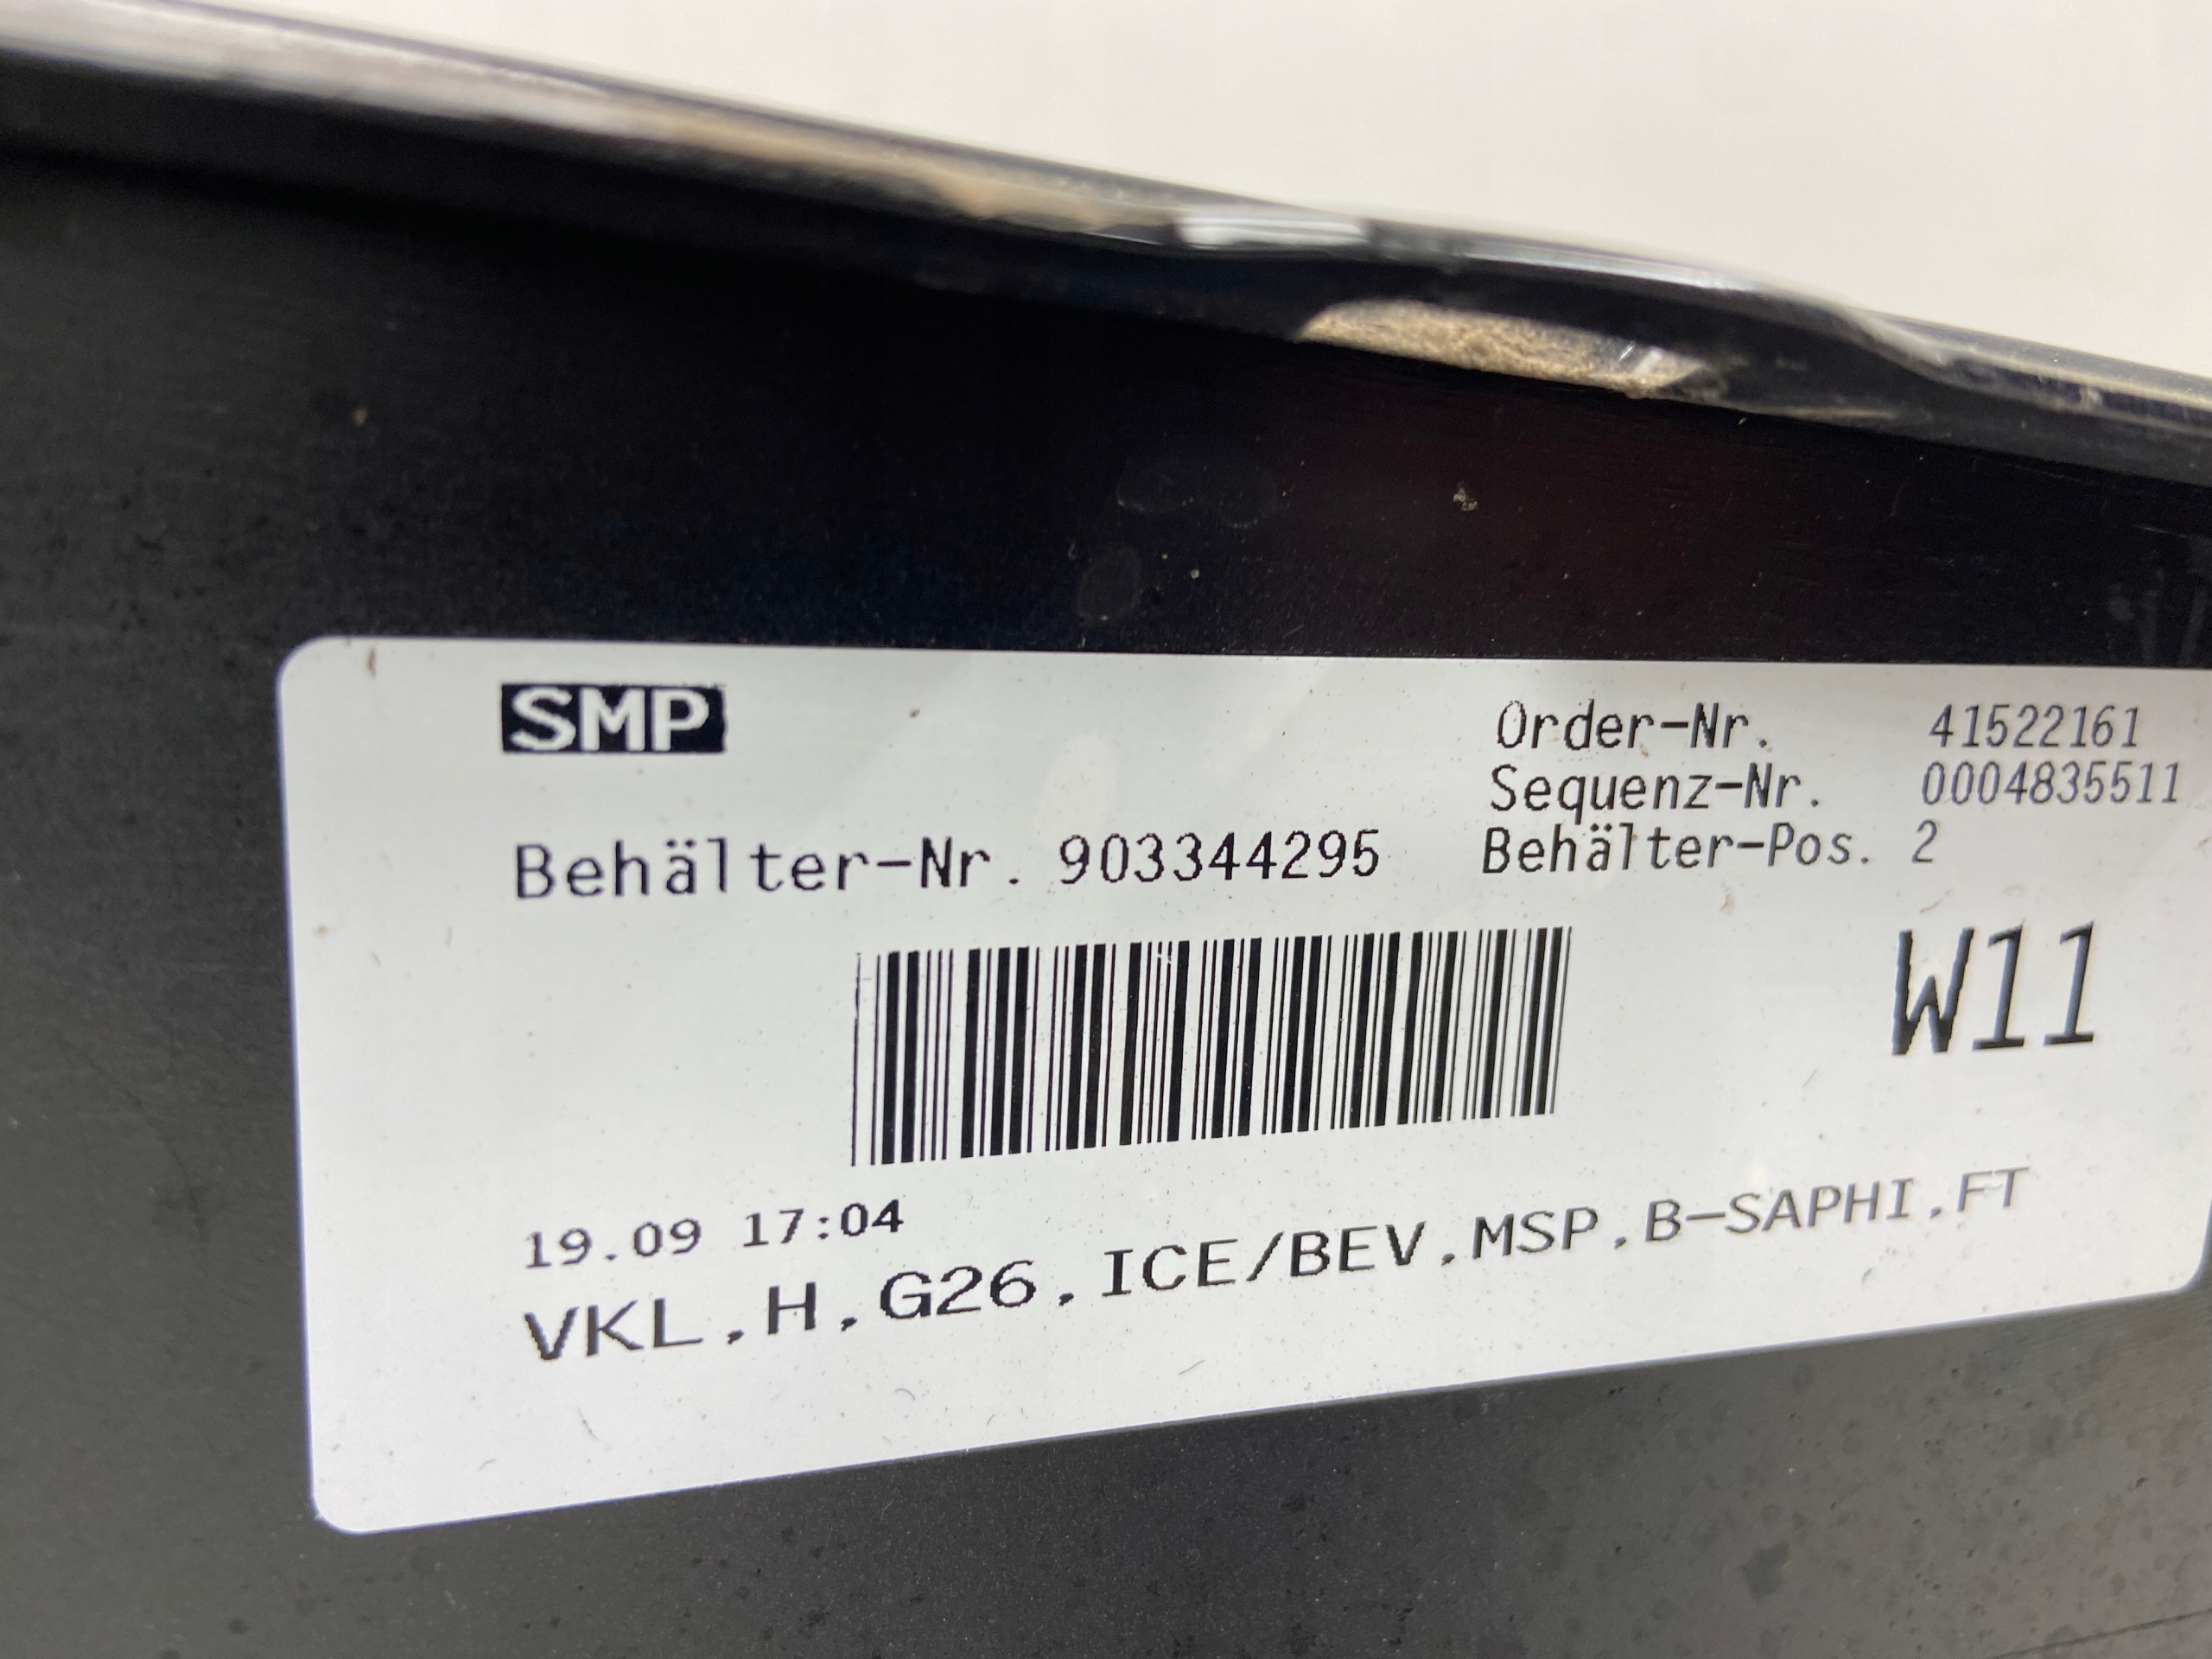 SMP
Order-Nr. 41522161
Sequenz-Nr. 0004835511
Behälter-Nr. 903344295
Behälter-Pos. 2
W11
19.09 17:04
VKL,H,G26,ICE/BEV,MSP,B-SAPHI,FT